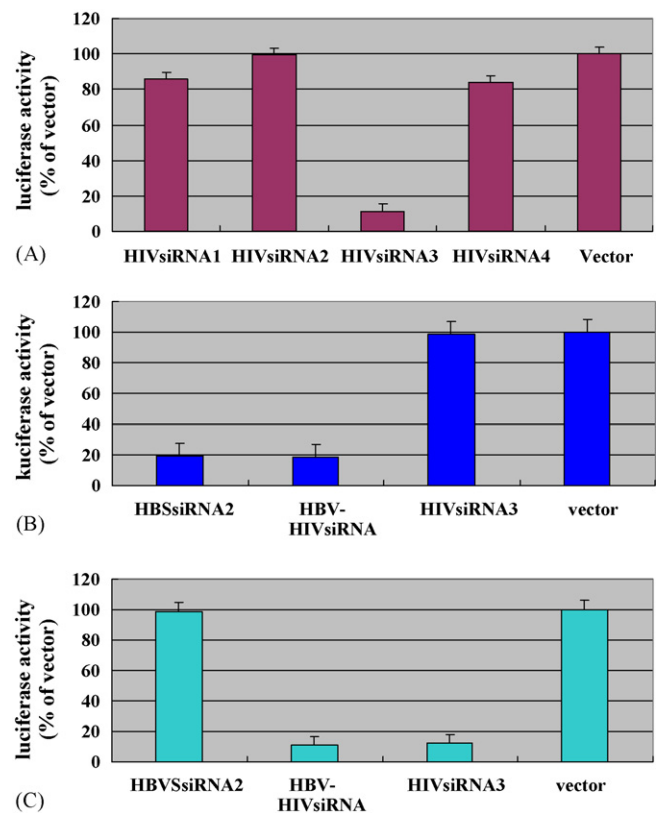 luciferase activity
(% of vector)
120
100
80
60
40
20
0
HIVsiRNA1 HIVsiRNA2 HIVsiRNA3 HIVsiRNA4 Vector
(A)
kuciferase activity
(% of vector)
120
100
80
60
40
20
0
HBSsiRNA2 HBV- HIVsiRNA3 vector
HIVsiRNA
(B)
luciferase activity
(% of vector)
120
100
80
60
40
20
0
HBVSsiRNA2 HBV- HIVsiRNA3 vector
HIVsiRNA
(C)